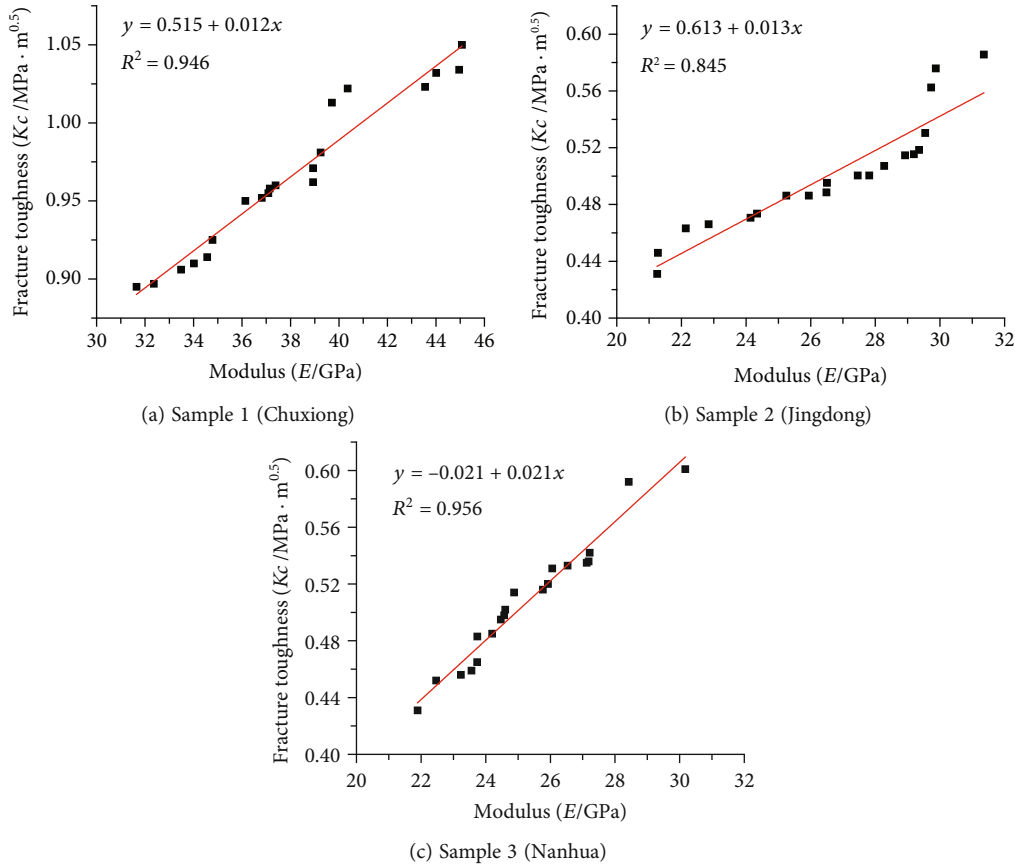 y = 0.515 + 0.012x
R² = 0.946
Fracture toughness (Kc /MPa · m^0.5)
1.05
1.00
0.95
0.90
30 32 34 36 38 40 42 44 46
Modulus (E/GPa)
(a) Sample 1 (Chuxiong)
y = 0.613 + 0.013x
R² = 0.845
Fracture toughness (Kc /MPa · m^0.5)
0.60
0.56
0.52
0.48
0.44
0.40
20 22 24 26 28 30 32
Modulus (E/GPa)
(b) Sample 2 (Jingdong)
y = –0.021 + 0.021x
R² = 0.956
Fracture toughness (Kc /MPa · m^0.5)
0.60
0.56
0.52
0.48
0.44
0.40
20 22 24 26 28 30 32
Modulus (E/GPa)
(c) Sample 3 (Nanhua)